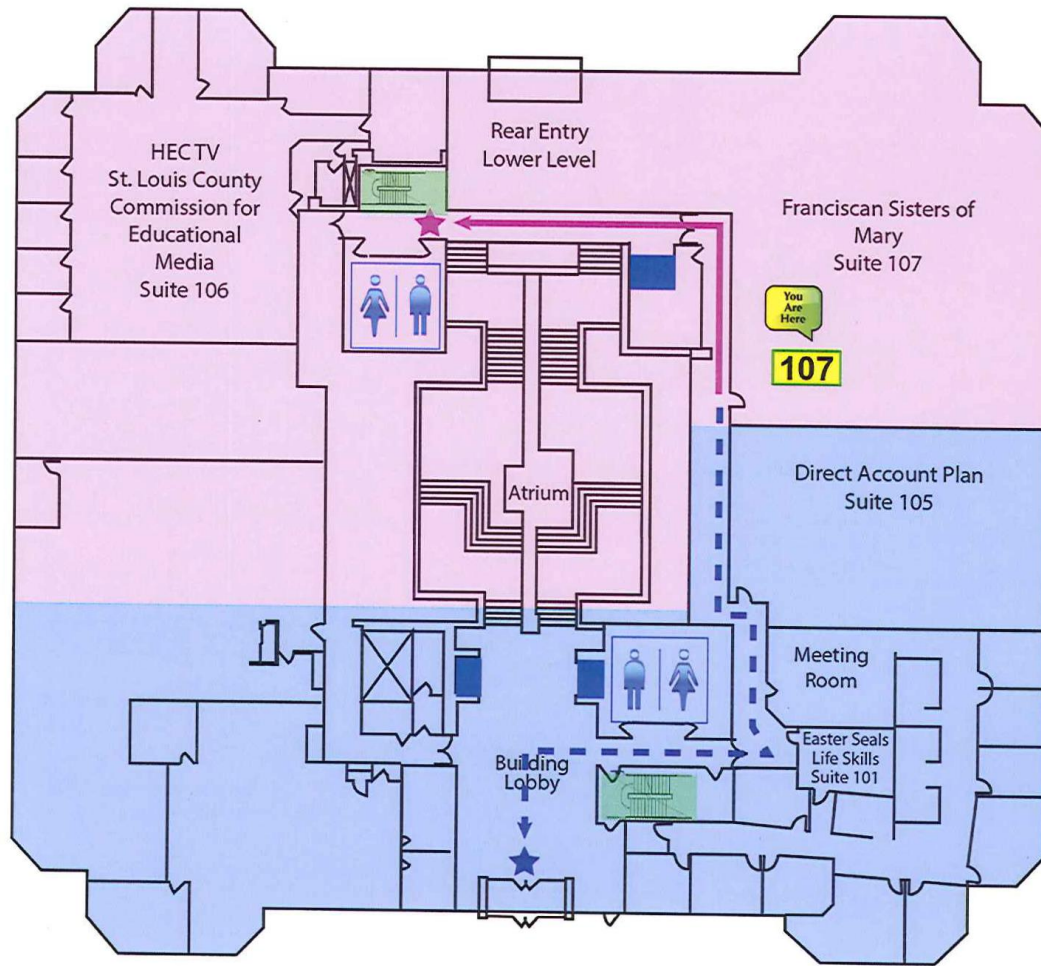 HEC TV
St. Louis County
Commission for
Educational
Media
Suite 106
Rear Entry
Lower Level
Franciscan Sisters of
Mary
Suite 107
You
Are
Here
107
Direct Account Plan
Suite 105
Atrium
Meeting
Room
Easter Seals
Life Skills
Suite 101
Building
Lobby